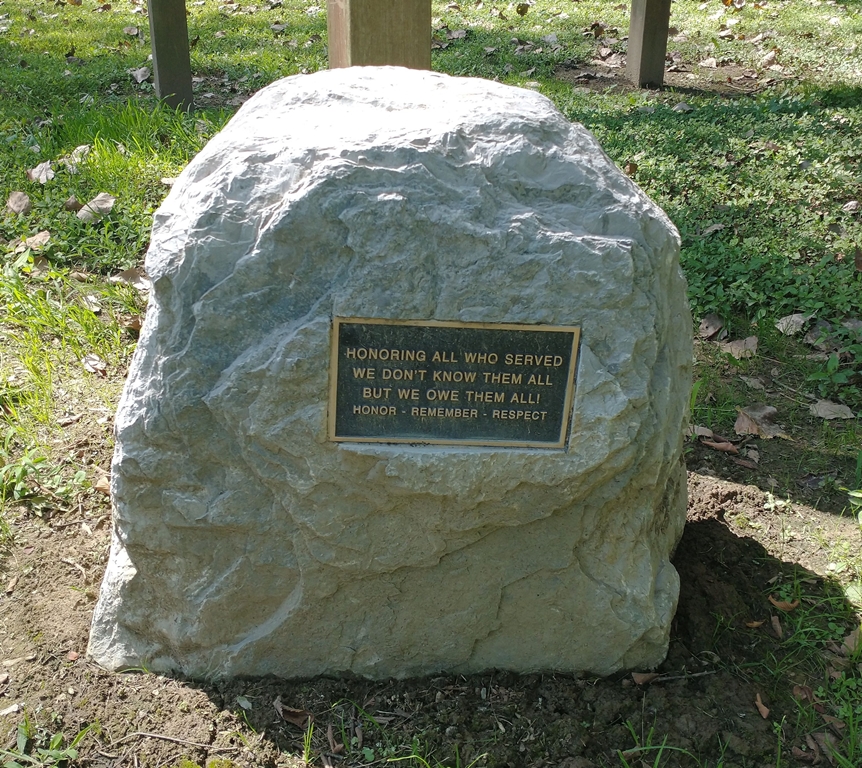 HONORING ALL WHO SERVED
WE DON'T KNOW THEM ALL
BUT WE OWE THEM ALL!
HONOR - REMEMBER - RESPECT